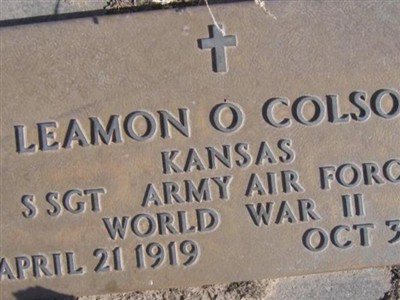 LEAMON O COLSO
KANSAS
S SGT ARMY AIR FORC
WORLD WAR II
APRIL 21 1919 OCT 3